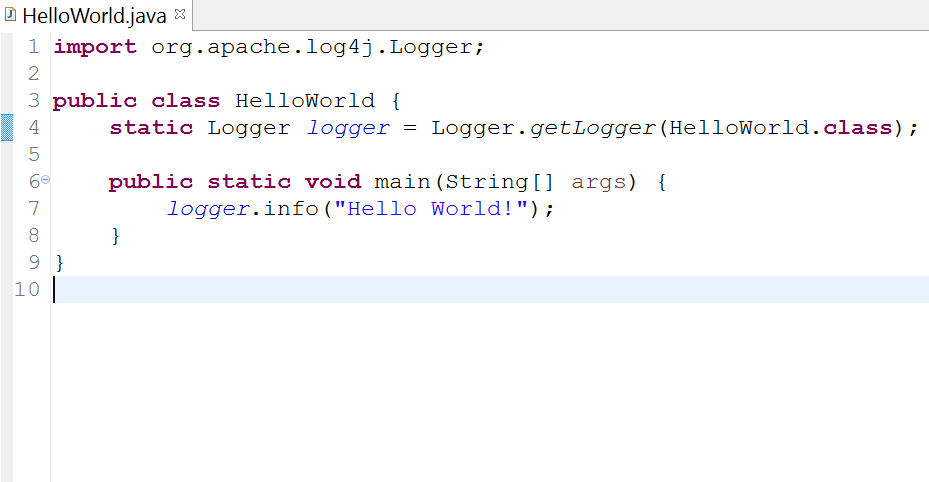 HelloWorld.java
1 import org.apache.log4j.Logger;
2
3 public class HelloWorld {
4     static Logger logger = Logger.getLogger(HelloWorld.class);
5
6     public static void main(String[] args) {
7         logger.info("Hello World!");
8     }
9 }
10